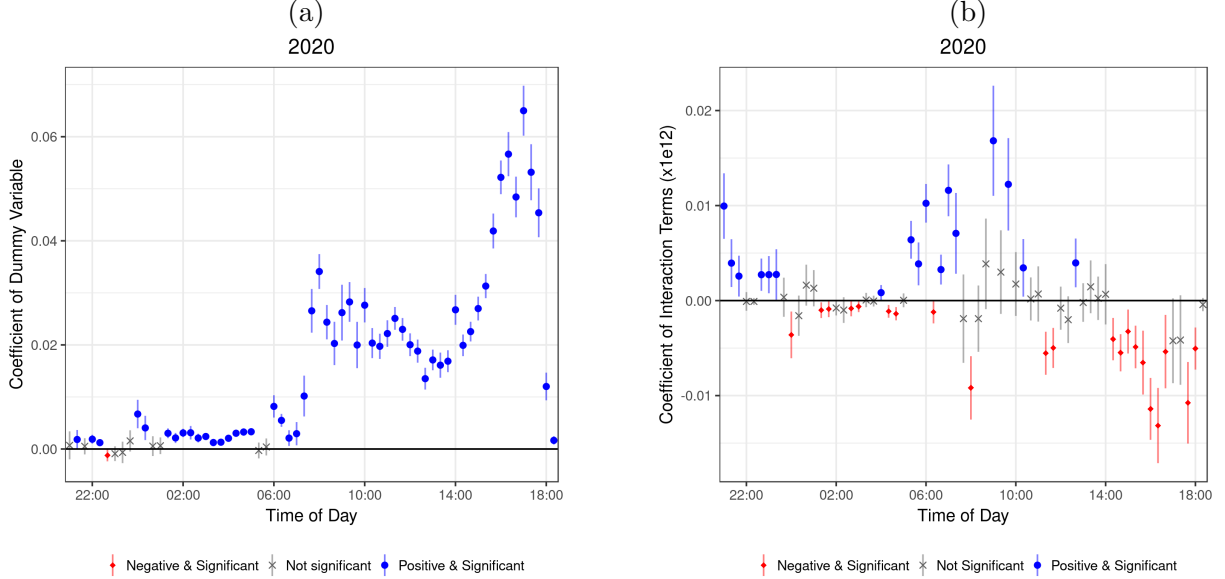 (a)
2020
Coefficient of Dummy Variable
0.06
0.04
0.02
0.00
22:00 02:00 06:00 10:00 14:00 18:00
Time of Day
Negative & Significant Not significant Positive & Significant
(b)
2020
Coefficient of Interaction Terms (x1e12)
0.02
0.01
0.00
-0.01
22:00 02:00 06:00 10:00 14:00 18:00
Time of Day
Negative & Significant Not Significant Positive & Significant